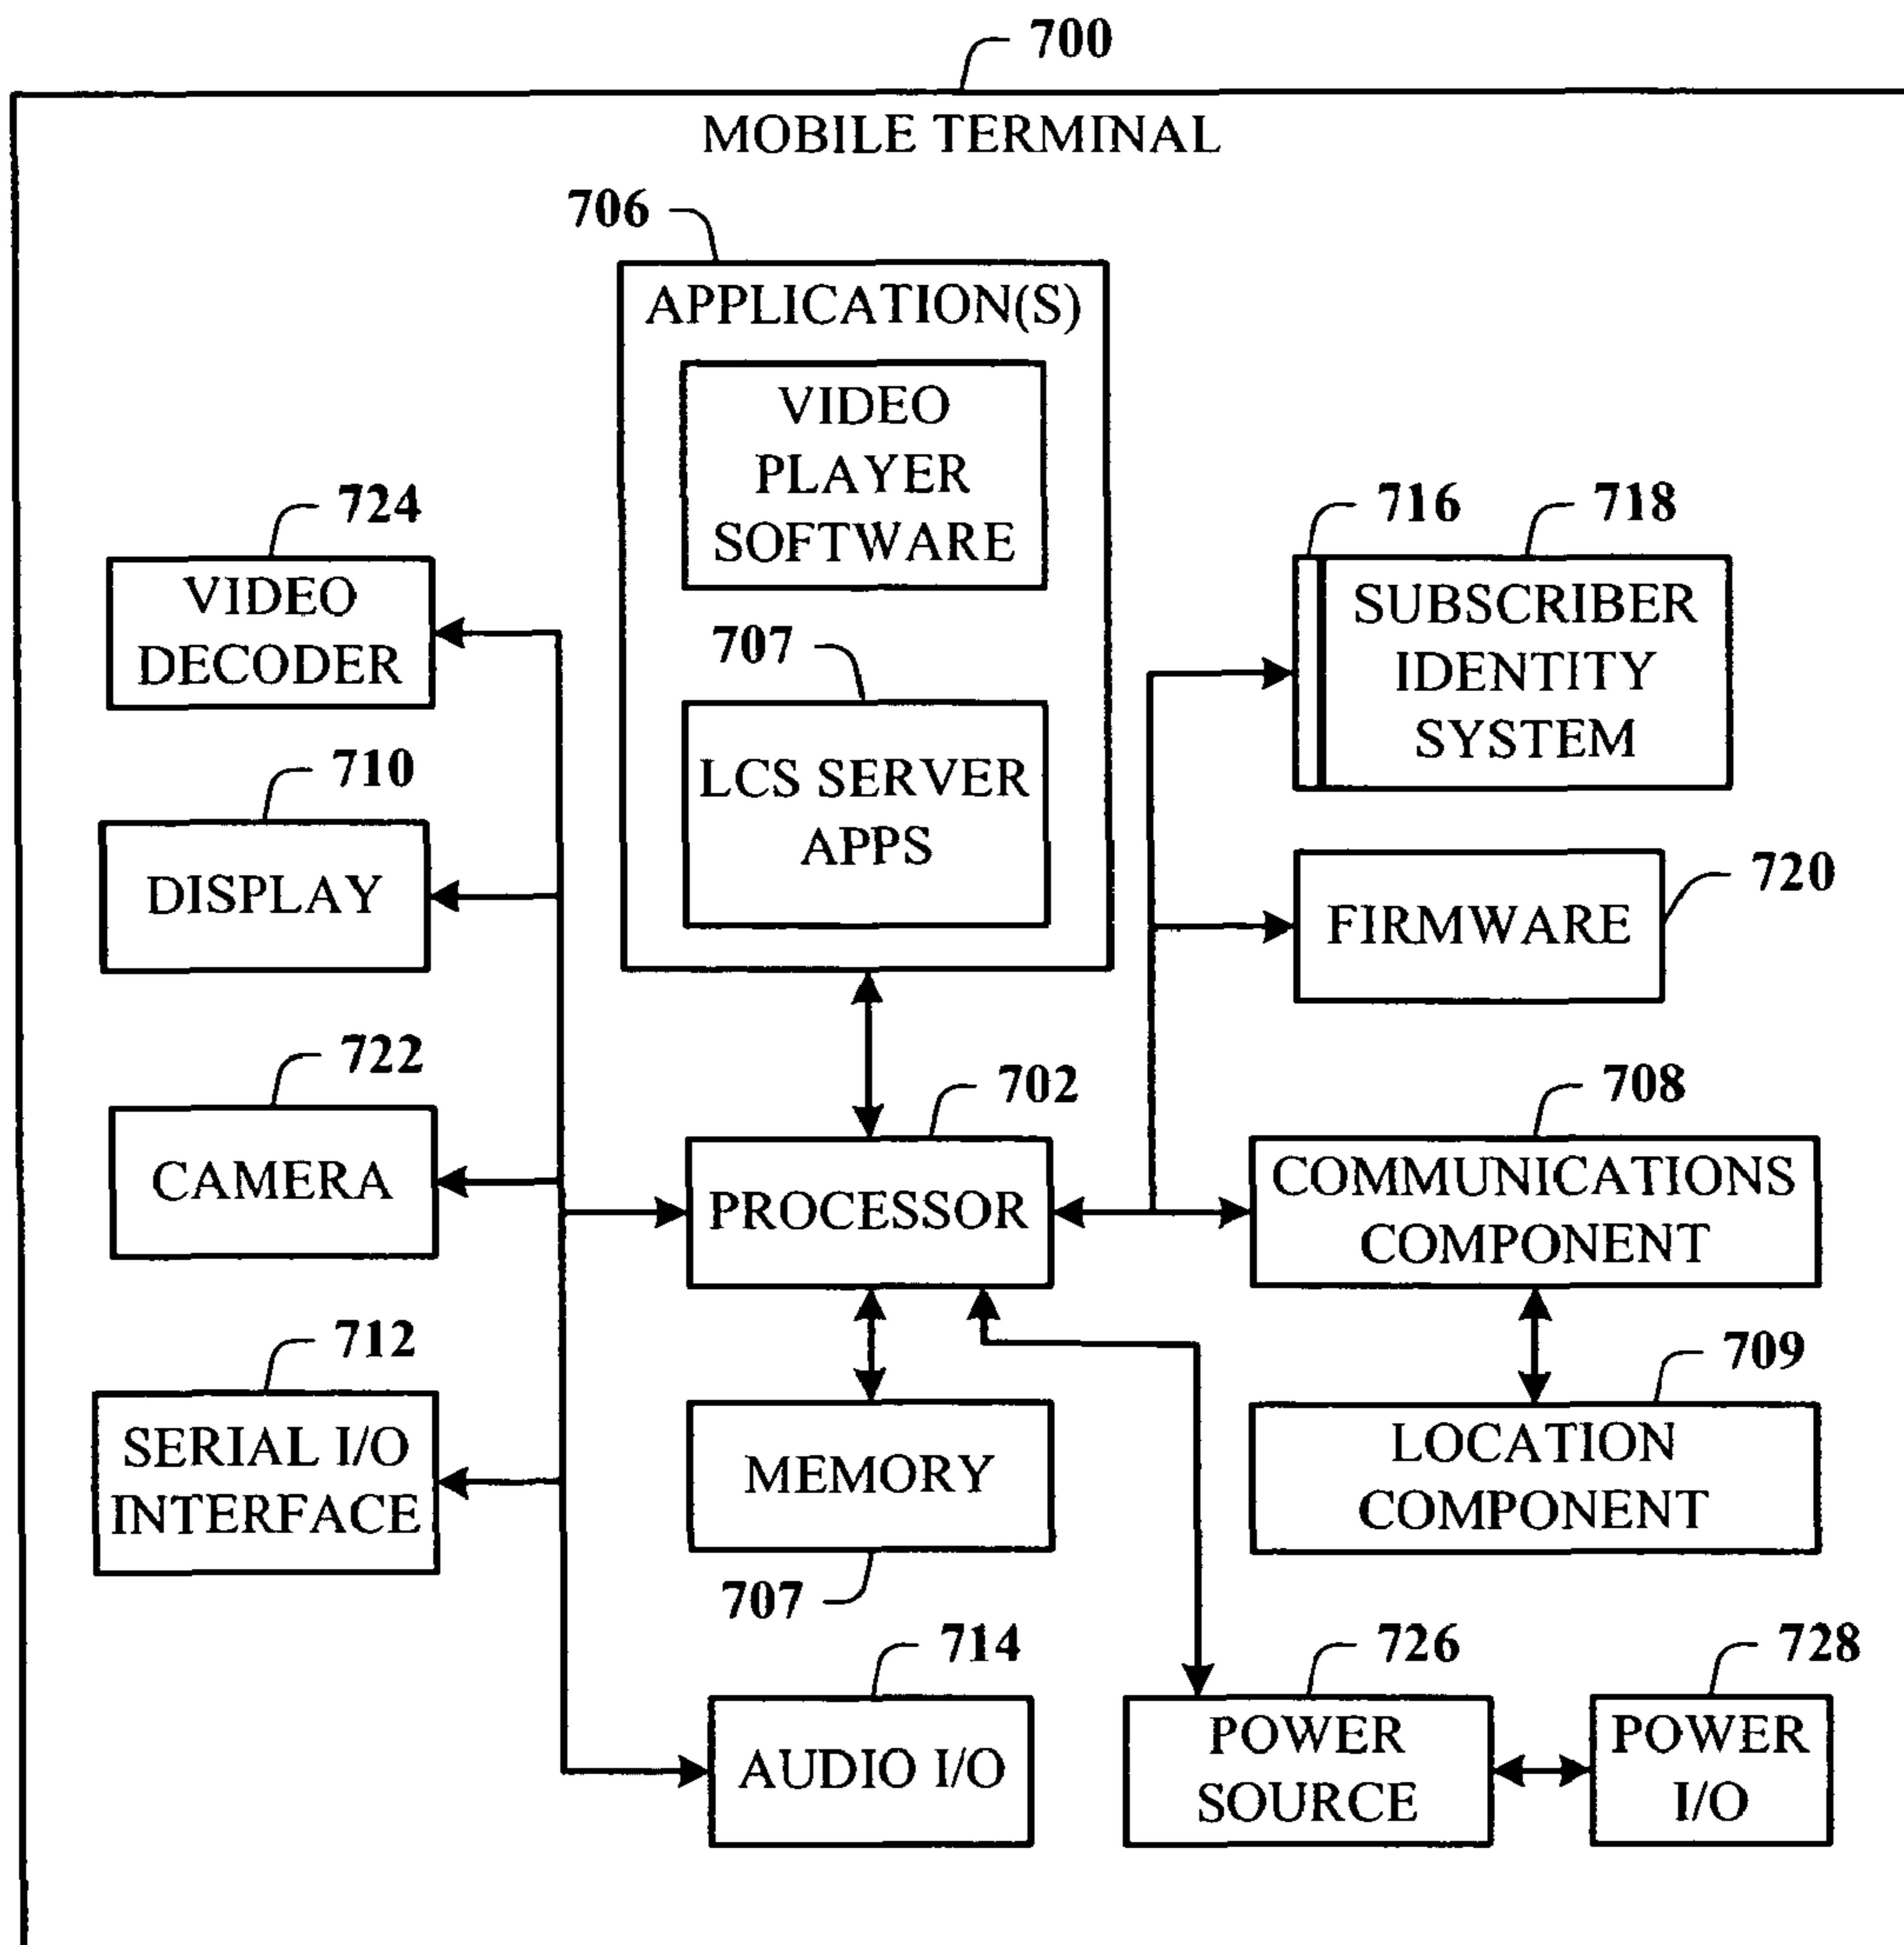 700
MOBILE TERMINAL
706
APPLICATION(S)
VIDEO
PLAYER
SOFTWARE
707
LCS SERVER
APPS
724
VIDEO
DECODER
710
DISPLAY
722
CAMERA
712
SERIAL I/O
INTERFACE
716
718
SUBSCRIBER
IDENTITY
SYSTEM
720
FIRMWARE
702
PROCESSOR
708
COMMUNICATIONS
COMPONENT
709
LOCATION
COMPONENT
MEMORY
707
714
AUDIO I/O
726
POWER
SOURCE
728
POWER
I/O